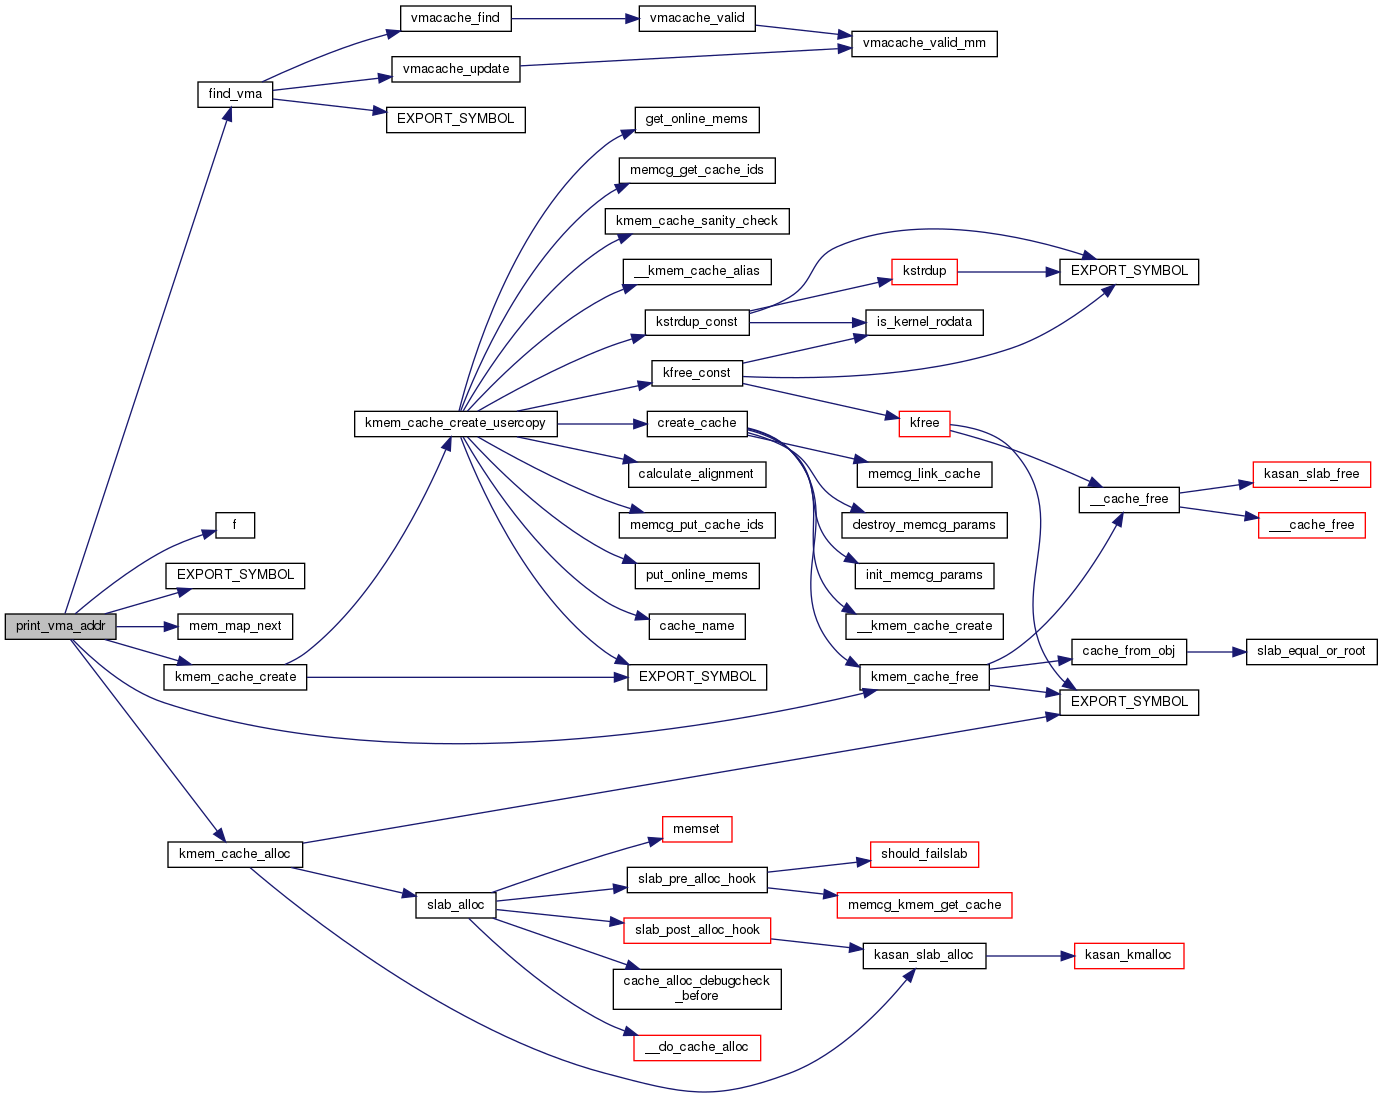 vmacache_find
vmacache_valid
vmacache_valid_mm
vmacache_update
find_vma
EXPORT_SYMBOL
get_online_mems
memcg_get_cache_ids
kmem_cache_sanity_check
__kmem_cache_alias
kstrdup
EXPORT_SYMBOL
kstrdup_const
is_kernel_rodata
kfree_const
kmem_cache_create_usercopy
create_cache
kfree
calculate_alignment
memcg_link_cache
kasan_slab_free
__cache_free
f
memcg_put_cache_ids
destroy_memcg_params
___cache_free
EXPORT_SYMBOL
put_online_mems
init_memcg_params
print_vma_addr
mem_map_next
cache_name
__kmem_cache_create
cache_from_obj
slab_equal_or_root
kmem_cache_create
EXPORT_SYMBOL
kmem_cache_free
EXPORT_SYMBOL
memset
kmem_cache_alloc
should_failslab
slab_pre_alloc_hook
slab_alloc
memcg_kmem_get_cache
slab_post_alloc_hook
kasan_slab_alloc
kasan_kmalloc
cache_alloc_debugcheck
_before
__do_cache_alloc